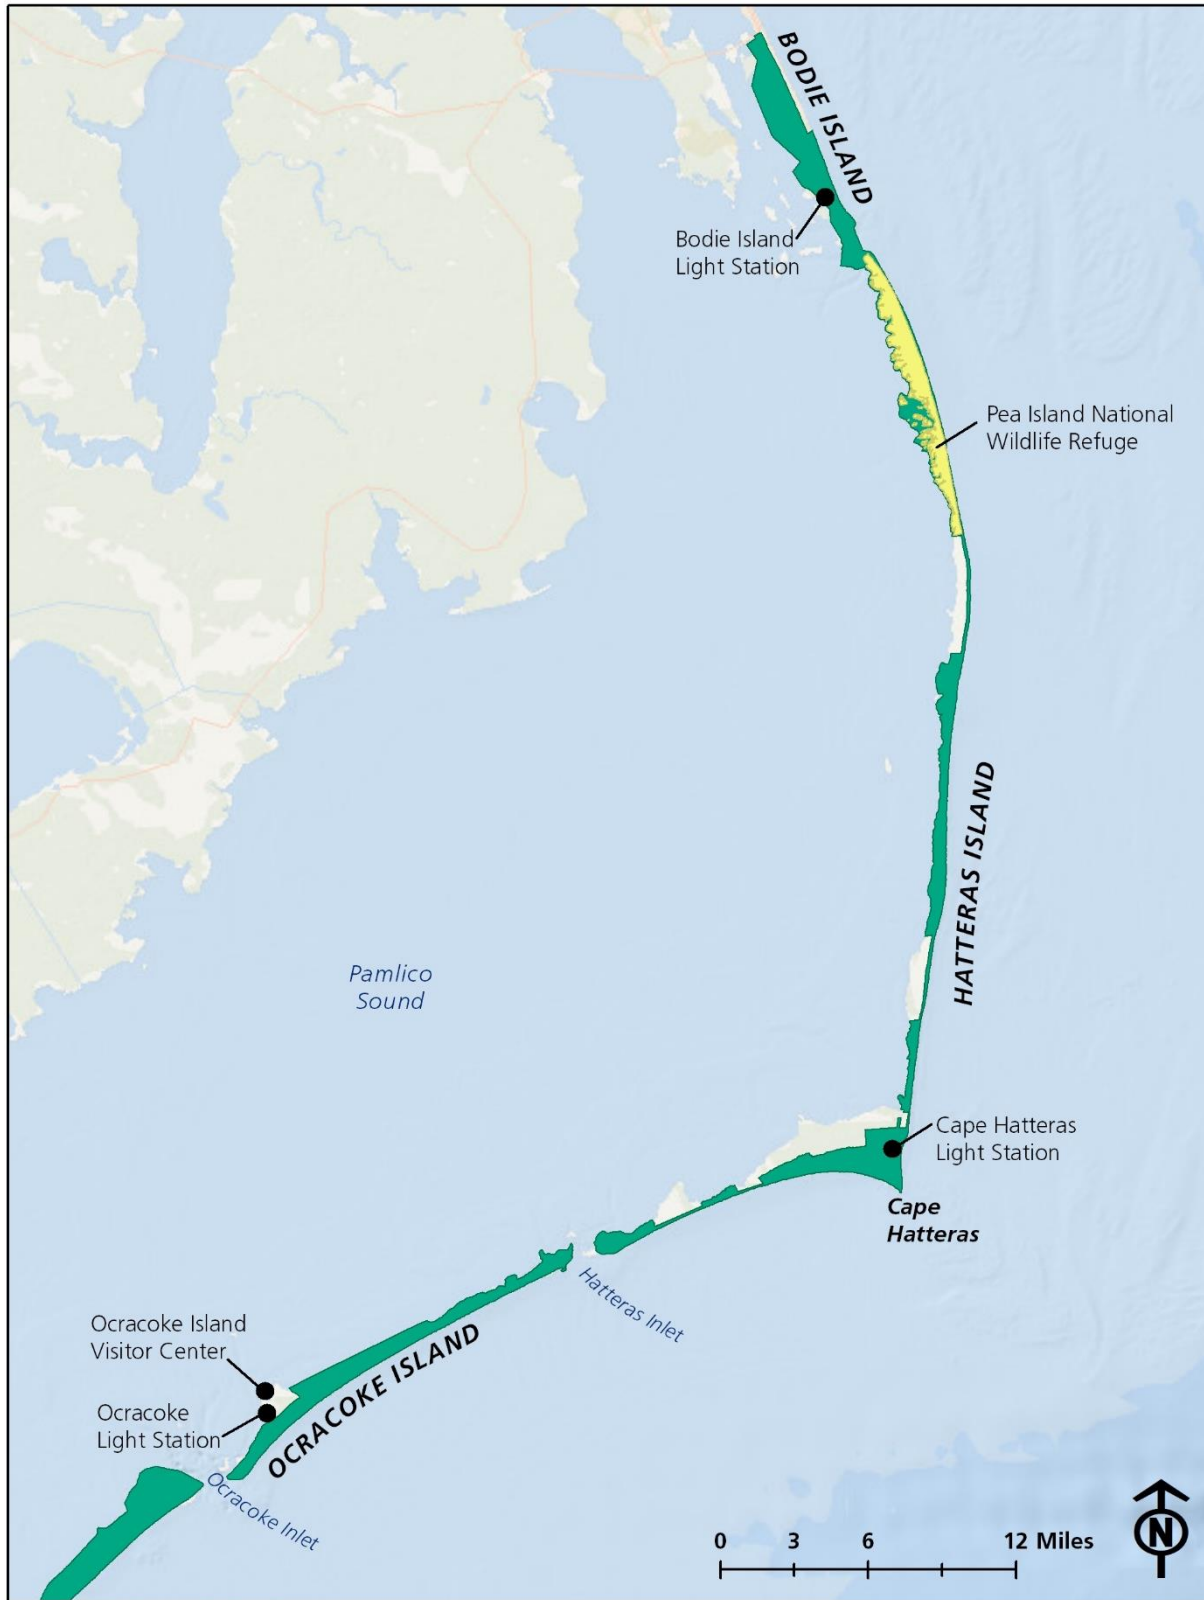 BODIE ISLAND
Bodie Island
Light Station
Pea Island National
Wildlife Refuge
HATTERAS ISLAND
Pamlico
Sound
Cape Hatteras
Light Station
Cape
Hatteras
Hatteras Inlet
Ocracoke Island
Visitor Center
OCRACOKE ISLAND
Ocracoke
Light Station
Ocracoke Inlet
0 3 6 12 Miles
N